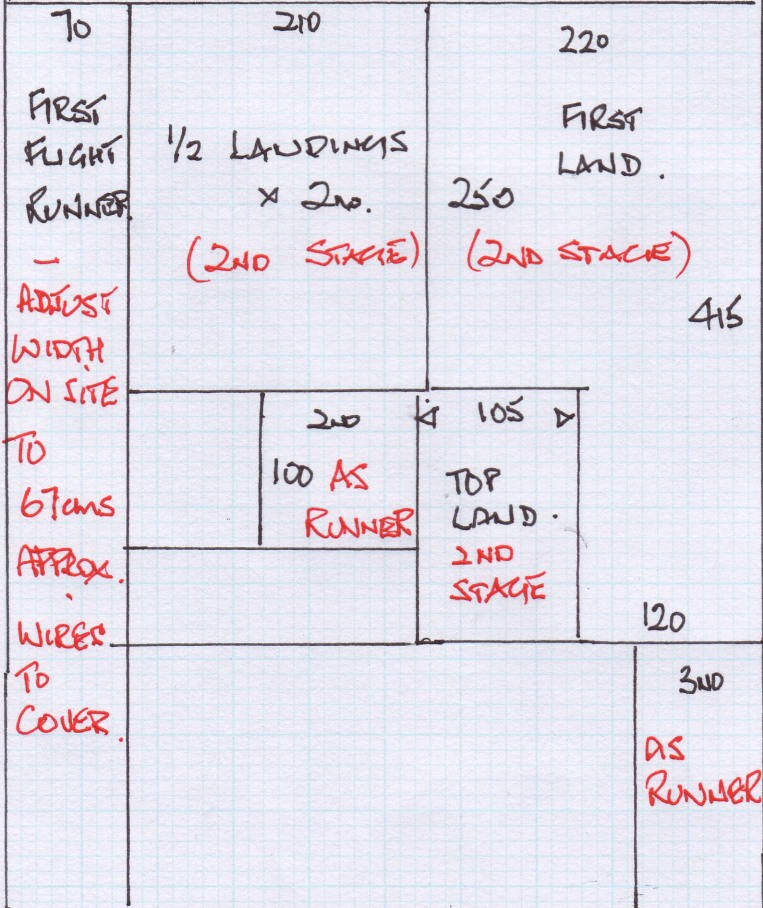 70
FIRST
FLIGHT
RUNNER
-
ADJUST
WIDTH
ON SITE
TO
67cms
APPROX.
WIRES
TO
COVER.
210
1/2 LANDINGS
x 2no.
(2ND STAGE)
220
FIRST
LAND.
250
(2ND STAGE)
415
2ND
100 AS
RUNNER
105
TOP
LAND.
2ND
STAGE
120
3ND
AS
RUNNER